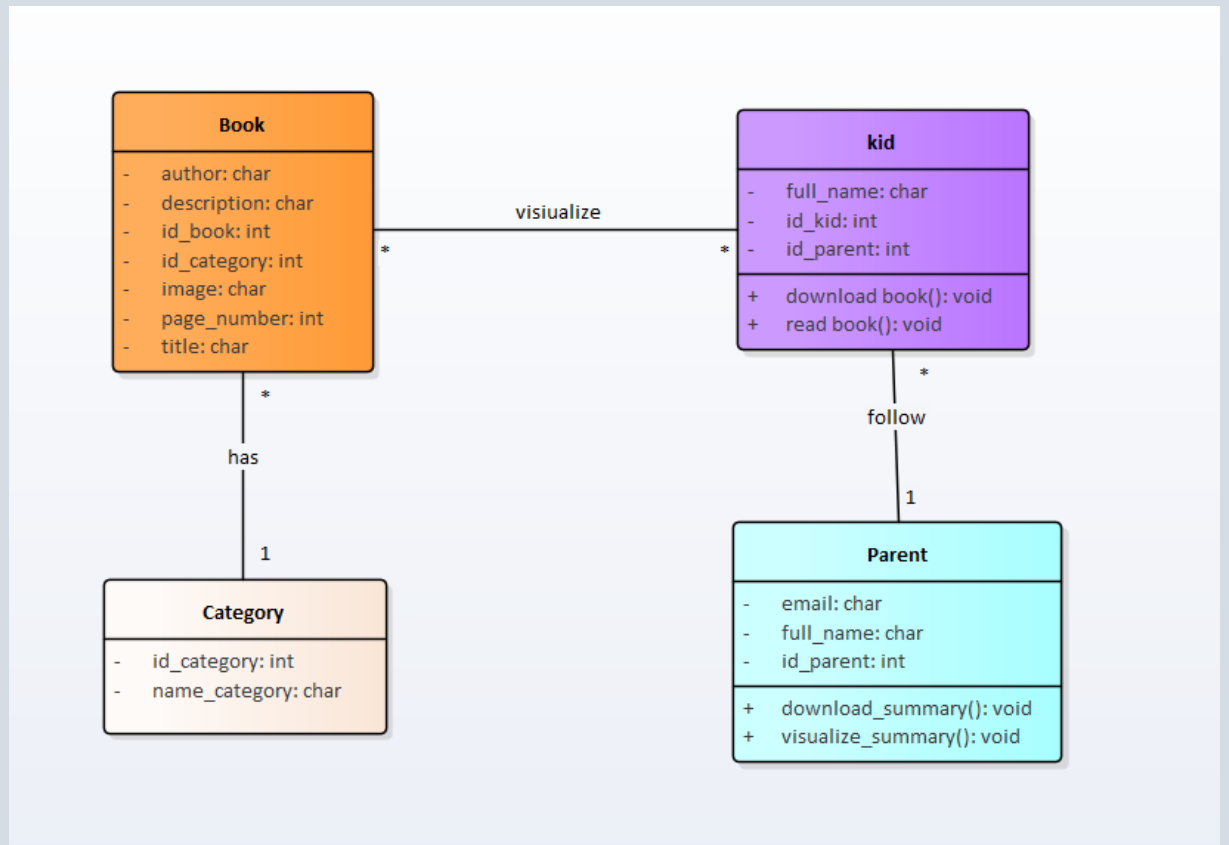 Book
- author: char
- description: char
- id_book: int
- id_category: int
- image: char
- page_number: int
- title: char
visiualize
*
*
kid
- full_name: char
- id_kid: int
- id_parent: int
+ download book(): void
+ read book(): void
*
has
1
*
follow
1
Category
- id_category: int
- name_category: char
Parent
- email: char
- full_name: char
- id_parent: int
+ download_summary(): void
+ visualize_summary(): void